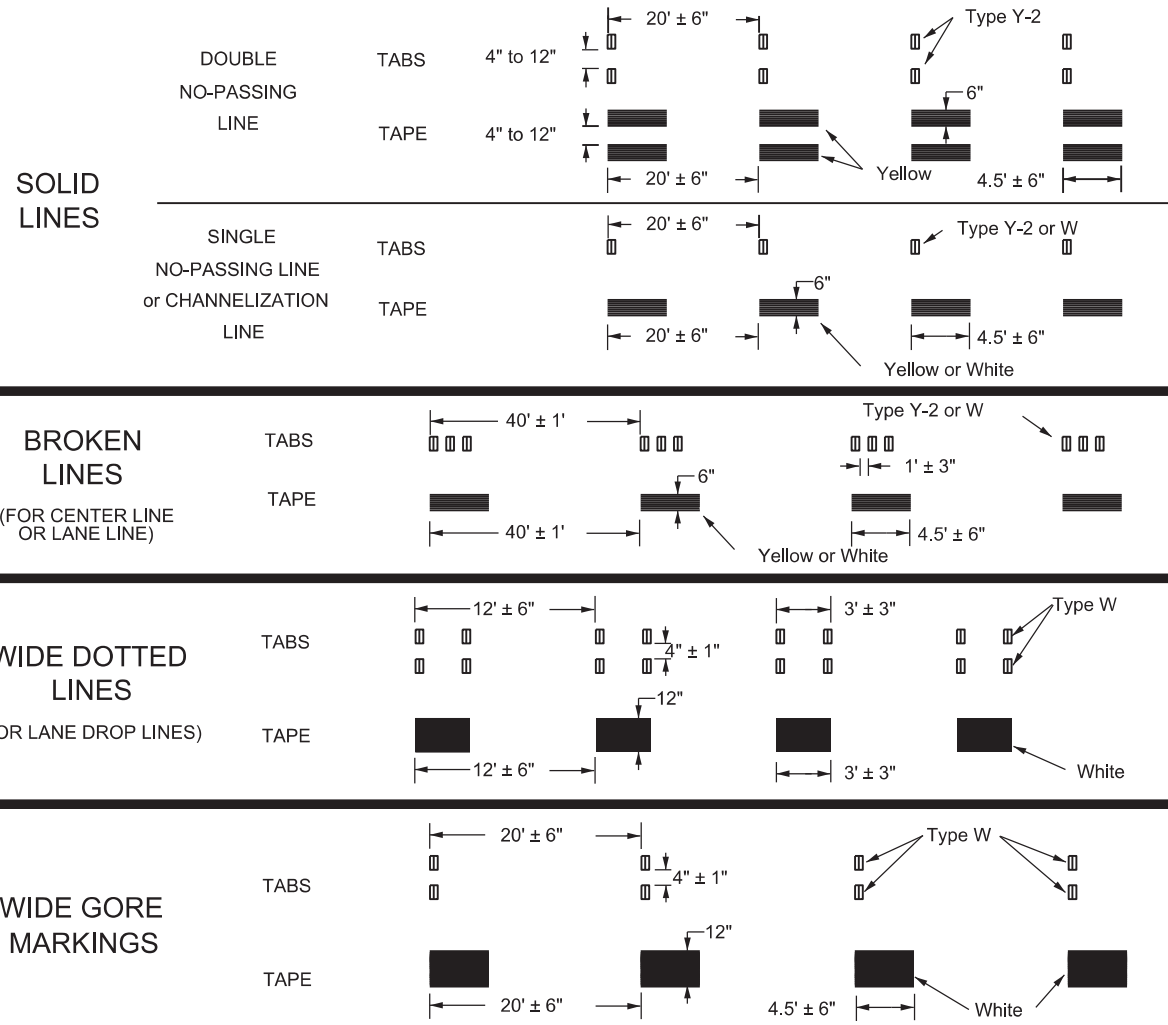 SOLID
LINES
DOUBLE
NO-PASSING
LINE
TABS
4" to 12"
20' ± 6"
Type Y-2
TAPE
4" to 12"
6"
Yellow
20' ± 6"
4.5' ± 6"
SINGLE
NO-PASSING LINE
or CHANNELIZATION
LINE
TABS
20' ± 6"
Type Y-2 or W
TAPE
6"
20' ± 6"
4.5' ± 6"
Yellow or White
BROKEN
LINES
(FOR CENTER LINE
OR LANE LINE)
TABS
40' ± 1'
Type Y-2 or W
1' ± 3"
TAPE
6"
40' ± 1'
4.5' ± 6"
Yellow or White
WIDE DOTTED
LINES
OR LANE DROP LINES)
TABS
12' ± 6"
3' ± 3"
Type W
4" ± 1"
TAPE
12"
12' ± 6"
3' ± 3"
White
WIDE GORE
MARKINGS
TABS
20' ± 6"
Type W
4" ± 1"
TAPE
12"
20' ± 6"
4.5' ± 6"
White